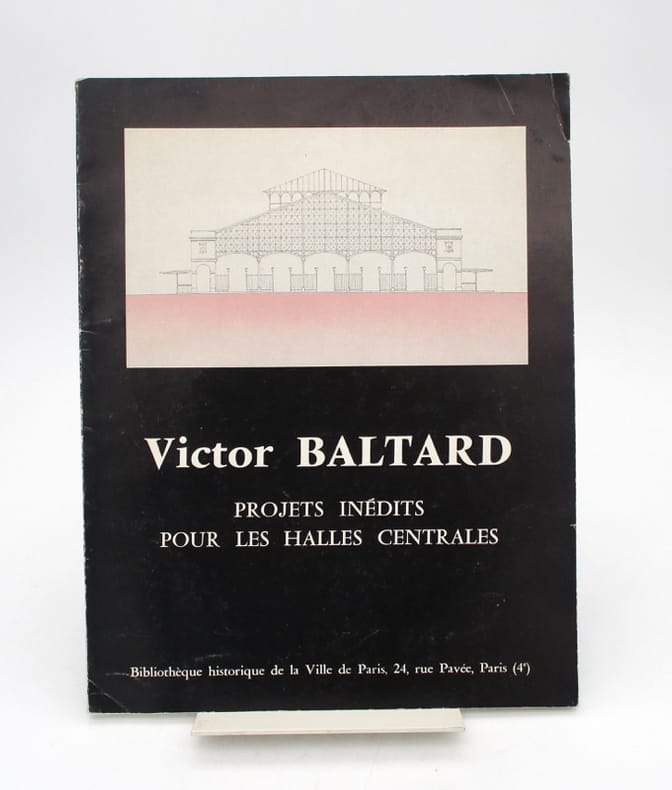 Victor BALTARD
PROJETS INÉDITS
POUR LES HALLES CENTRALES
Bibliothèque historique de la Ville de Paris, 24, rue Pavée, Paris (4ᵉ)